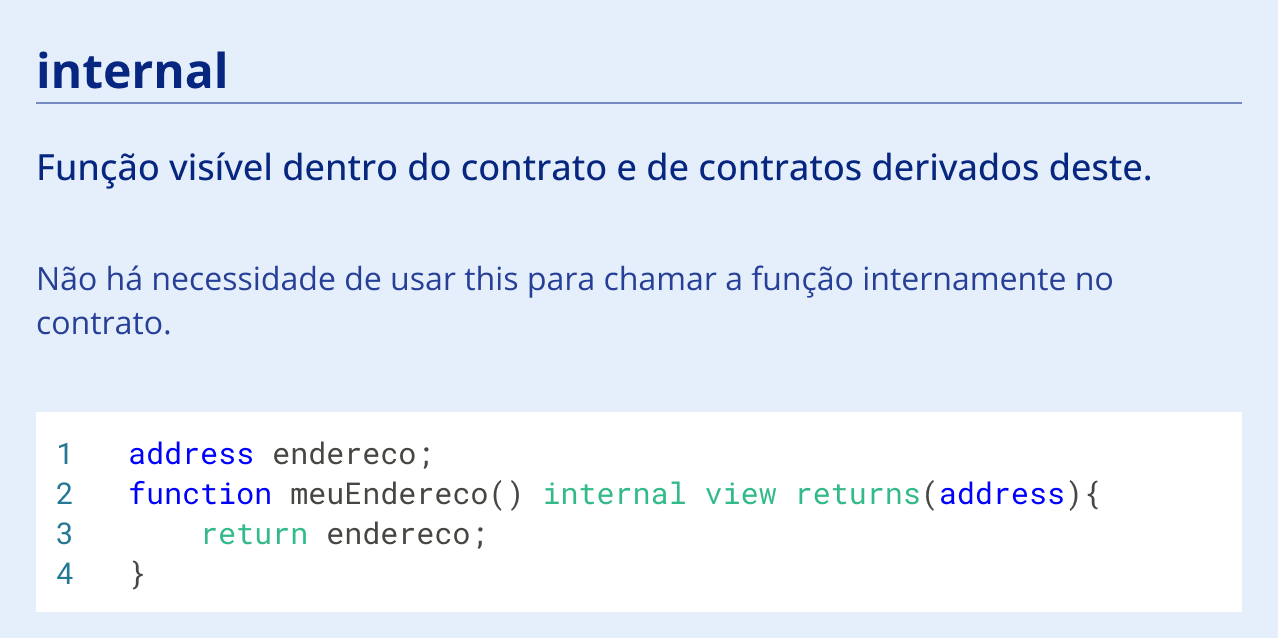 internal
Função visível dentro do contrato e de contratos derivados deste.
Não há necessidade de usar this para chamar a função internamente no
contrato.
1 address endereco;
2 function meuEndereco() internal view returns(address){
3     return endereco;
4 }